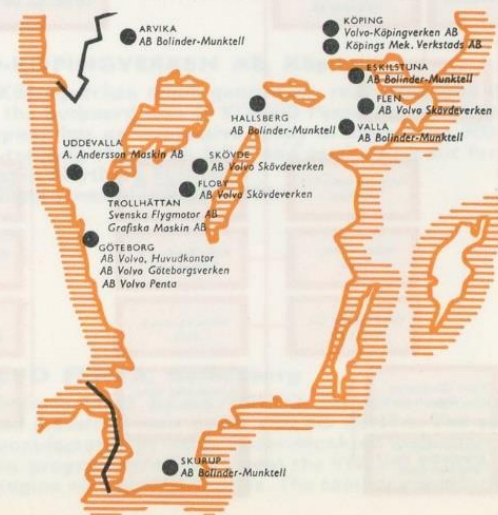 ARVIKA
AB Bolinder-Munktell
KÖPING
Volvo-Köpingverken AB
Köpings Mek. Verkstads AB
ESKILSTUNA
AB Bolinder-Munktell
FLEN
AB Volvo Skövdeverken
HALLSBERG
AB Bolinder-Munktell
VALLA
AB Bolinder-Munktell
UDDEVALLA
A. Andersson Maskin AB
SKÖVDE
AB Volvo Skövdeverken
FLOBY
AB Volvo Skövdeverken
TROLLHÄTTAN
Svenska Flygmotor AB
Grafiska Maskin AB
GÖTEBORG
AB Volvo, Huvudkontor
AB Volvo Göteborgsverken
AB Volvo Penta
SKURUP
AB Bolinder-Munktell